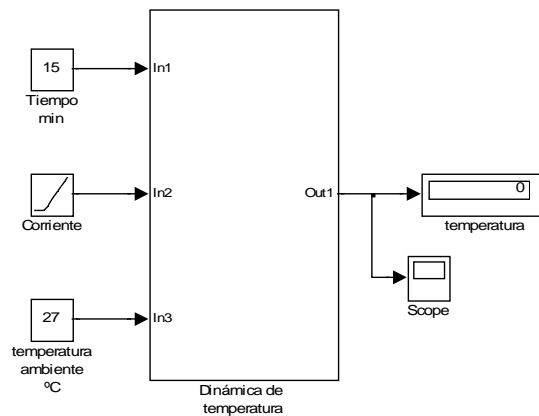 15
Tiempo
min
In1
Corriente
In2
Out1
0
temperatura
Scope
27
In3
temperatura
ambiente
ºC
Dinámica de
temperatura